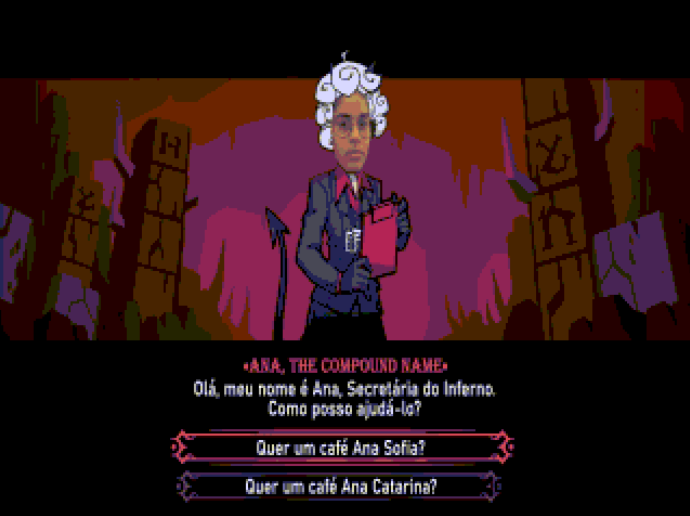 •ANA, THE COMPOUND NAME•
Olá, meu nome é Ana, Secretária do Inferno.
Como posso ajudá-lo?
Quer um café Ana Sofia?
Quer um café Ana Catarina?